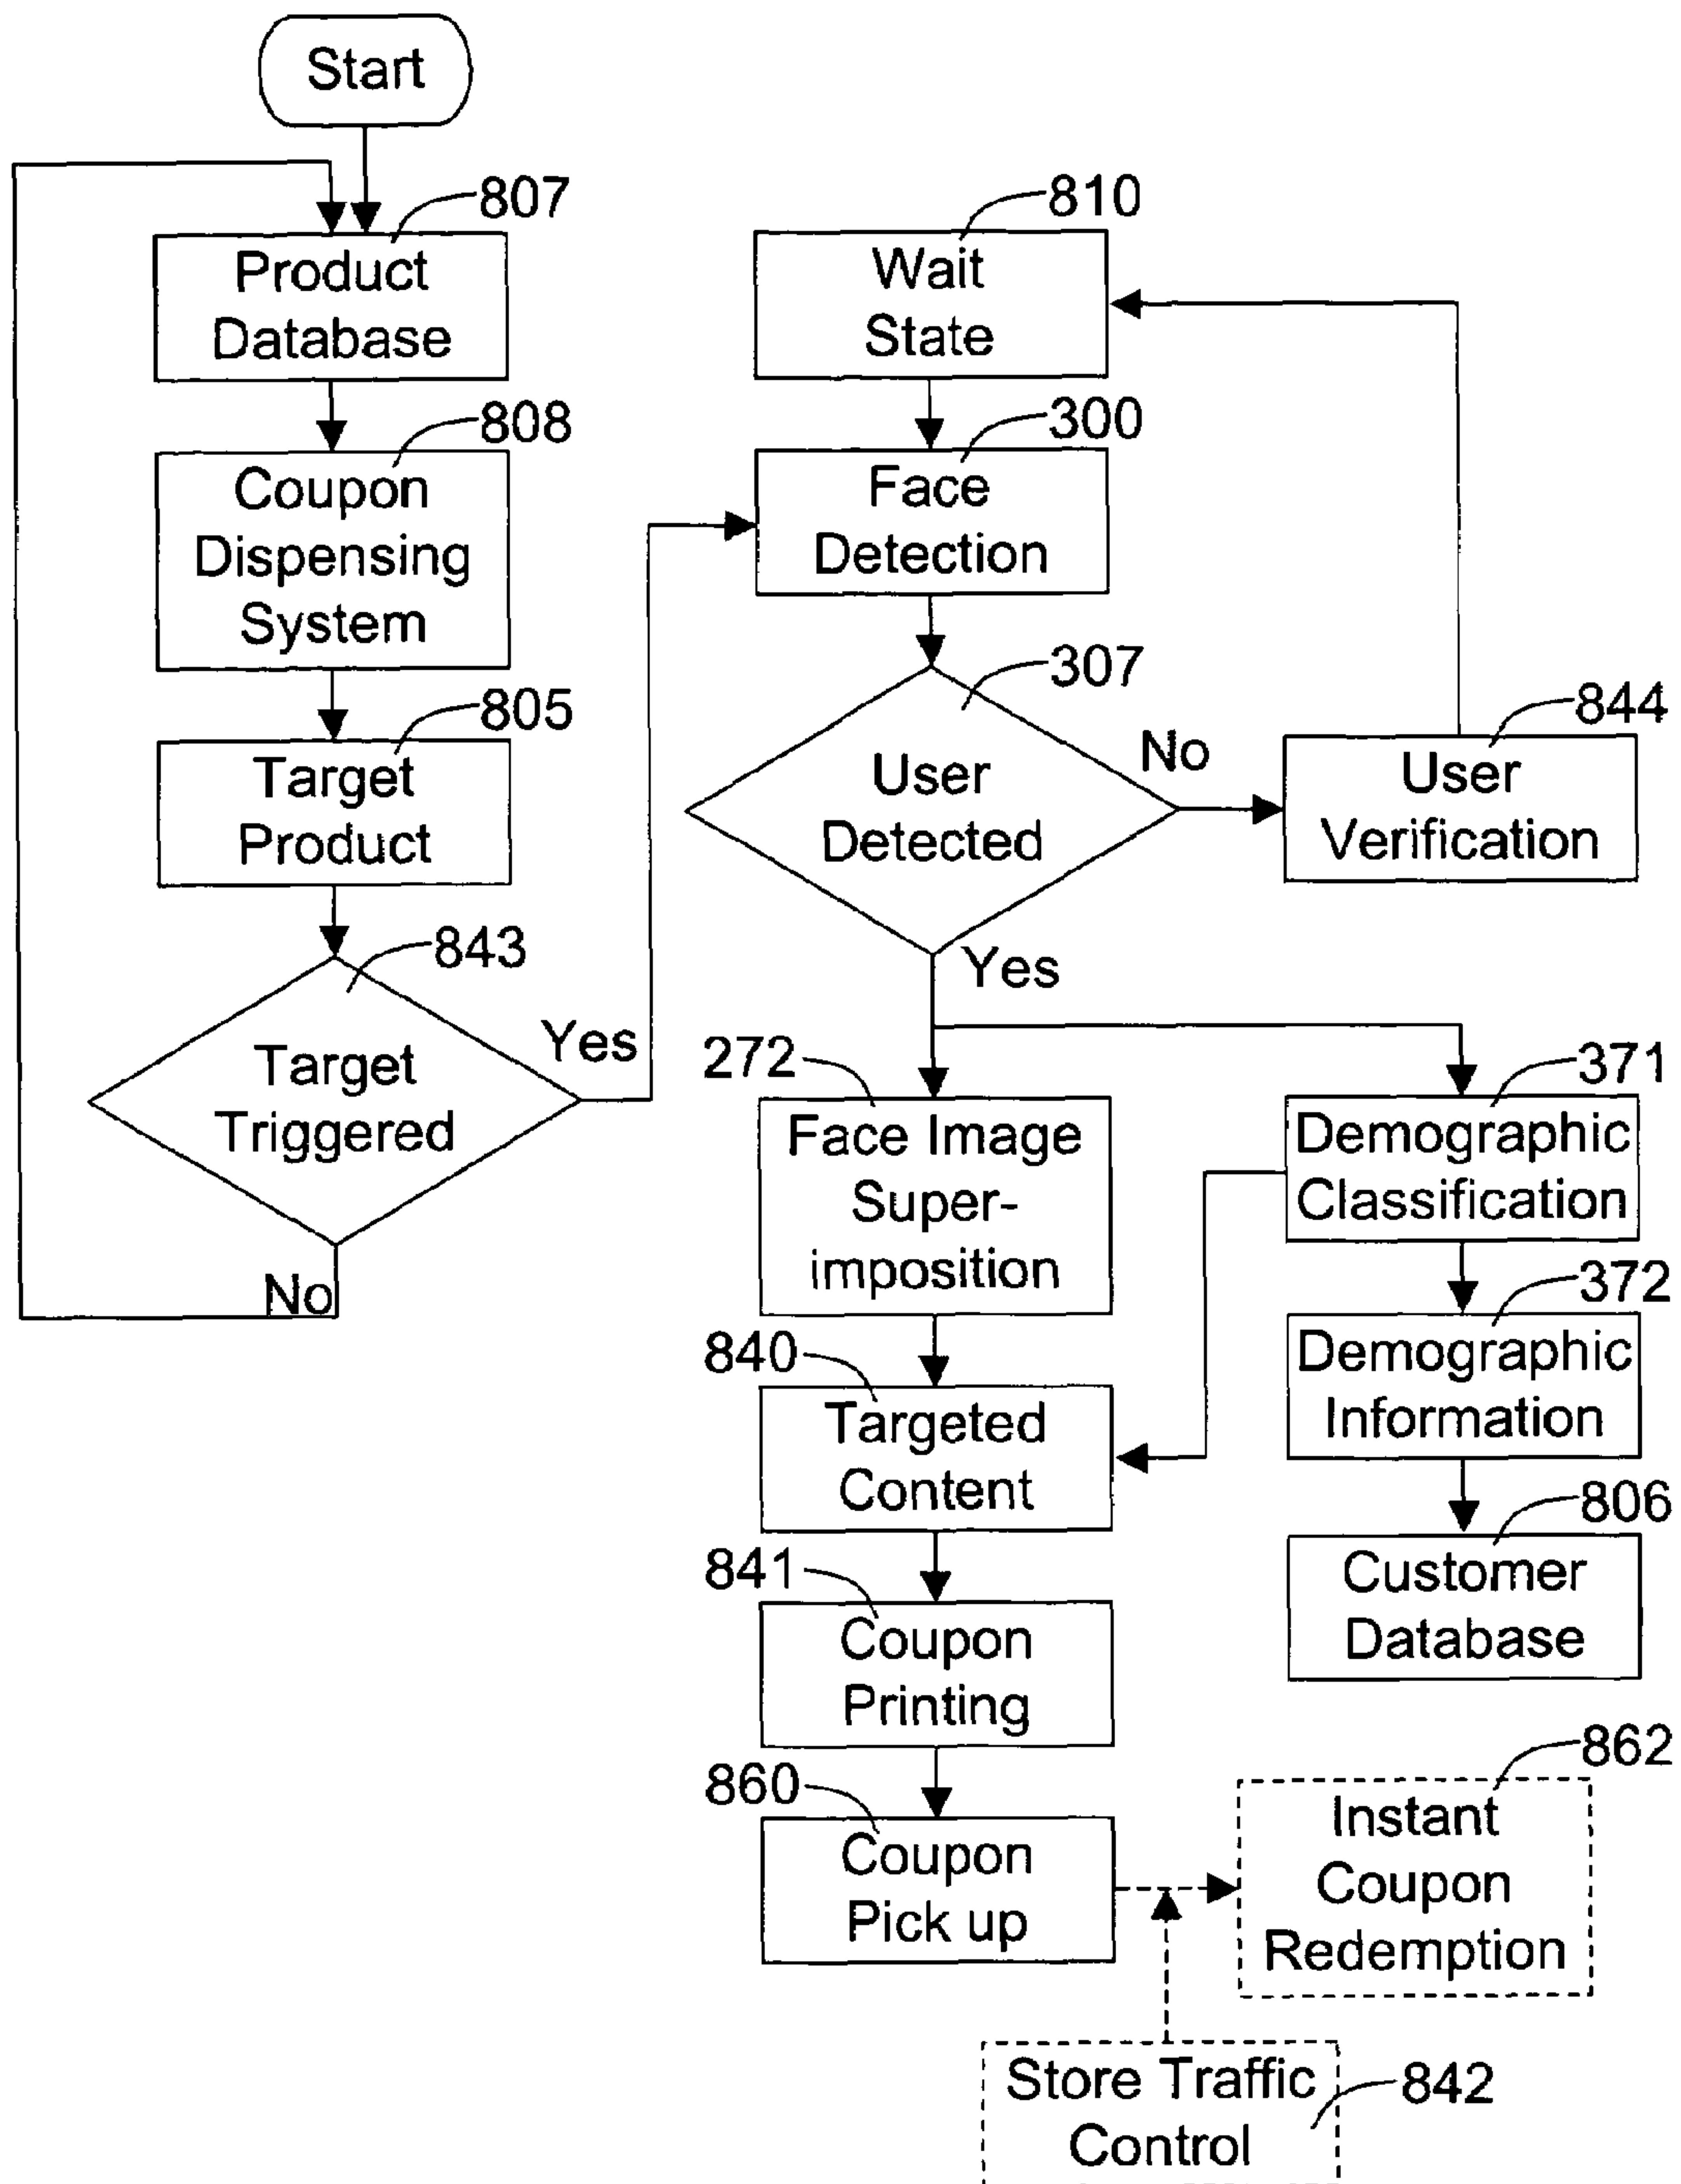 Start
807
Product
Database
808
Coupon
Dispensing
System
805
Target
Product
843
Target
Triggered
Yes
No
810
Wait
State
300
Face
Detection
307
User
Detected
No
Yes
844
User
Verification
272
Face Image
Super-
imposition
371
Demographic
Classification
372
Demographic
Information
840
Targeted
Content
806
Customer
Database
841
Coupon
Printing
860
Coupon
Pick up
862
Instant
Coupon
Redemption
Store Traffic
Control
842